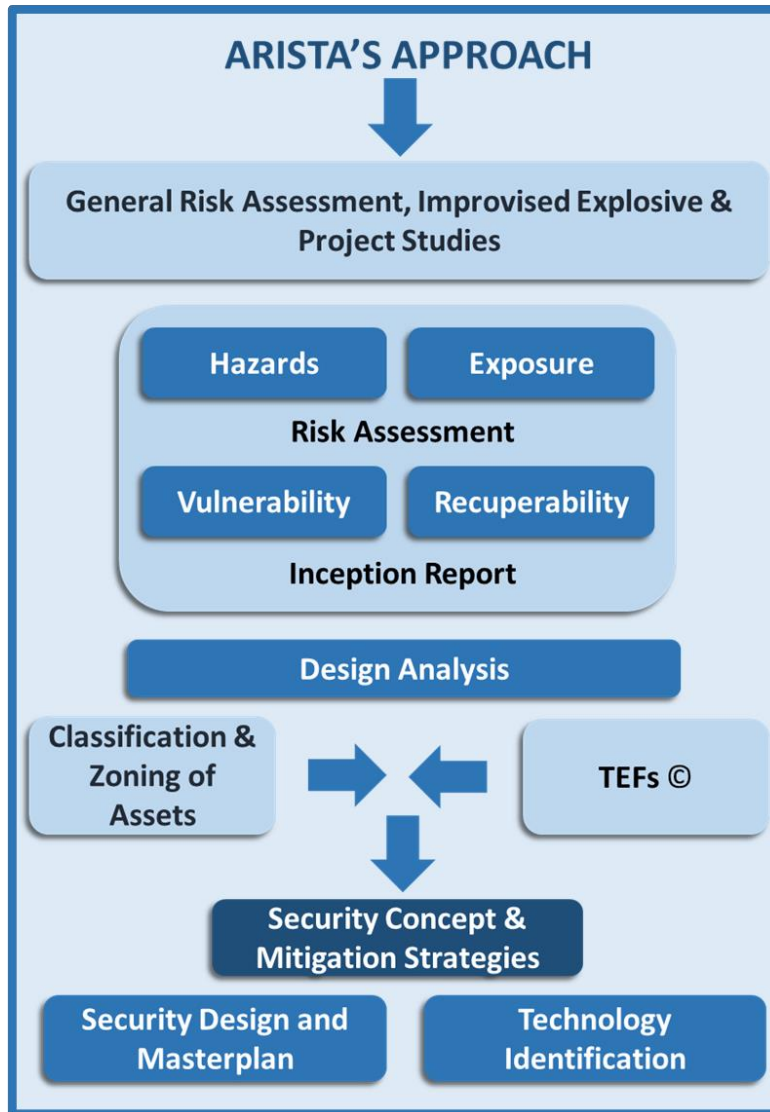 ARISTA'S APPROACH
General Risk Assessment, Improvised Explosive &
Project Studies
Hazards
Exposure
Risk Assessment
Vulnerability
Recuperability
Inception Report
Design Analysis
Classification &
Zoning of
Assets
TEFs ©
Security Concept &
Mitigation Strategies
Security Design and
Masterplan
Technology
Identification